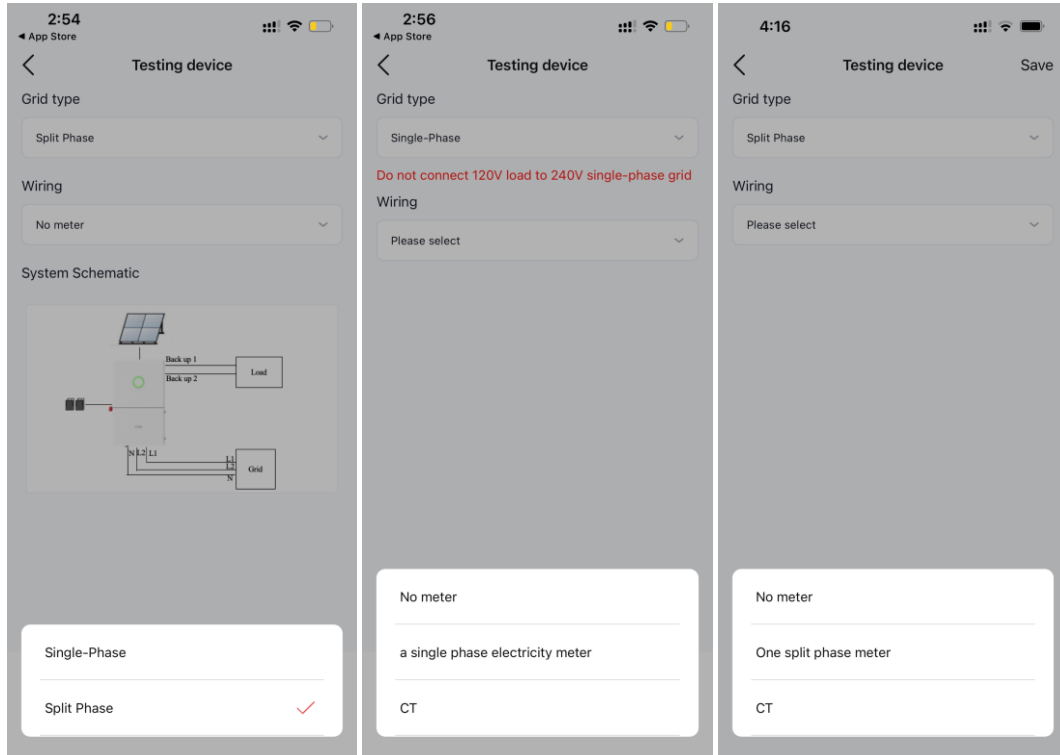 2:54
◀ App Store
Testing device
Grid type
Split Phase
Wiring
No meter
System Schematic
Back up 1
Back up 2
Load
N L2 L1
L1
L2
N
Grid
Single-Phase
Split Phase
2:56
◀ App Store
Testing device
Grid type
Single-Phase
Do not connect 120V load to 240V single-phase grid
Wiring
Please select
No meter
a single phase electricity meter
CT
4:16
Testing device
Save
Grid type
Split Phase
Wiring
Please select
No meter
One split phase meter
CT